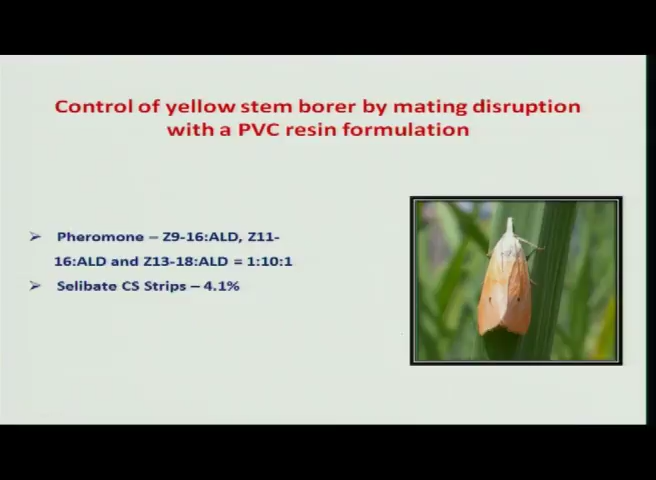 Control of yellow stem borer by mating disruption
with a PVC resin formulation
➢ Pheromone – Z9-16:ALD, Z11-
16:ALD and Z13-18:ALD = 1:10:1
➢ Selibate CS Strips – 4.1%